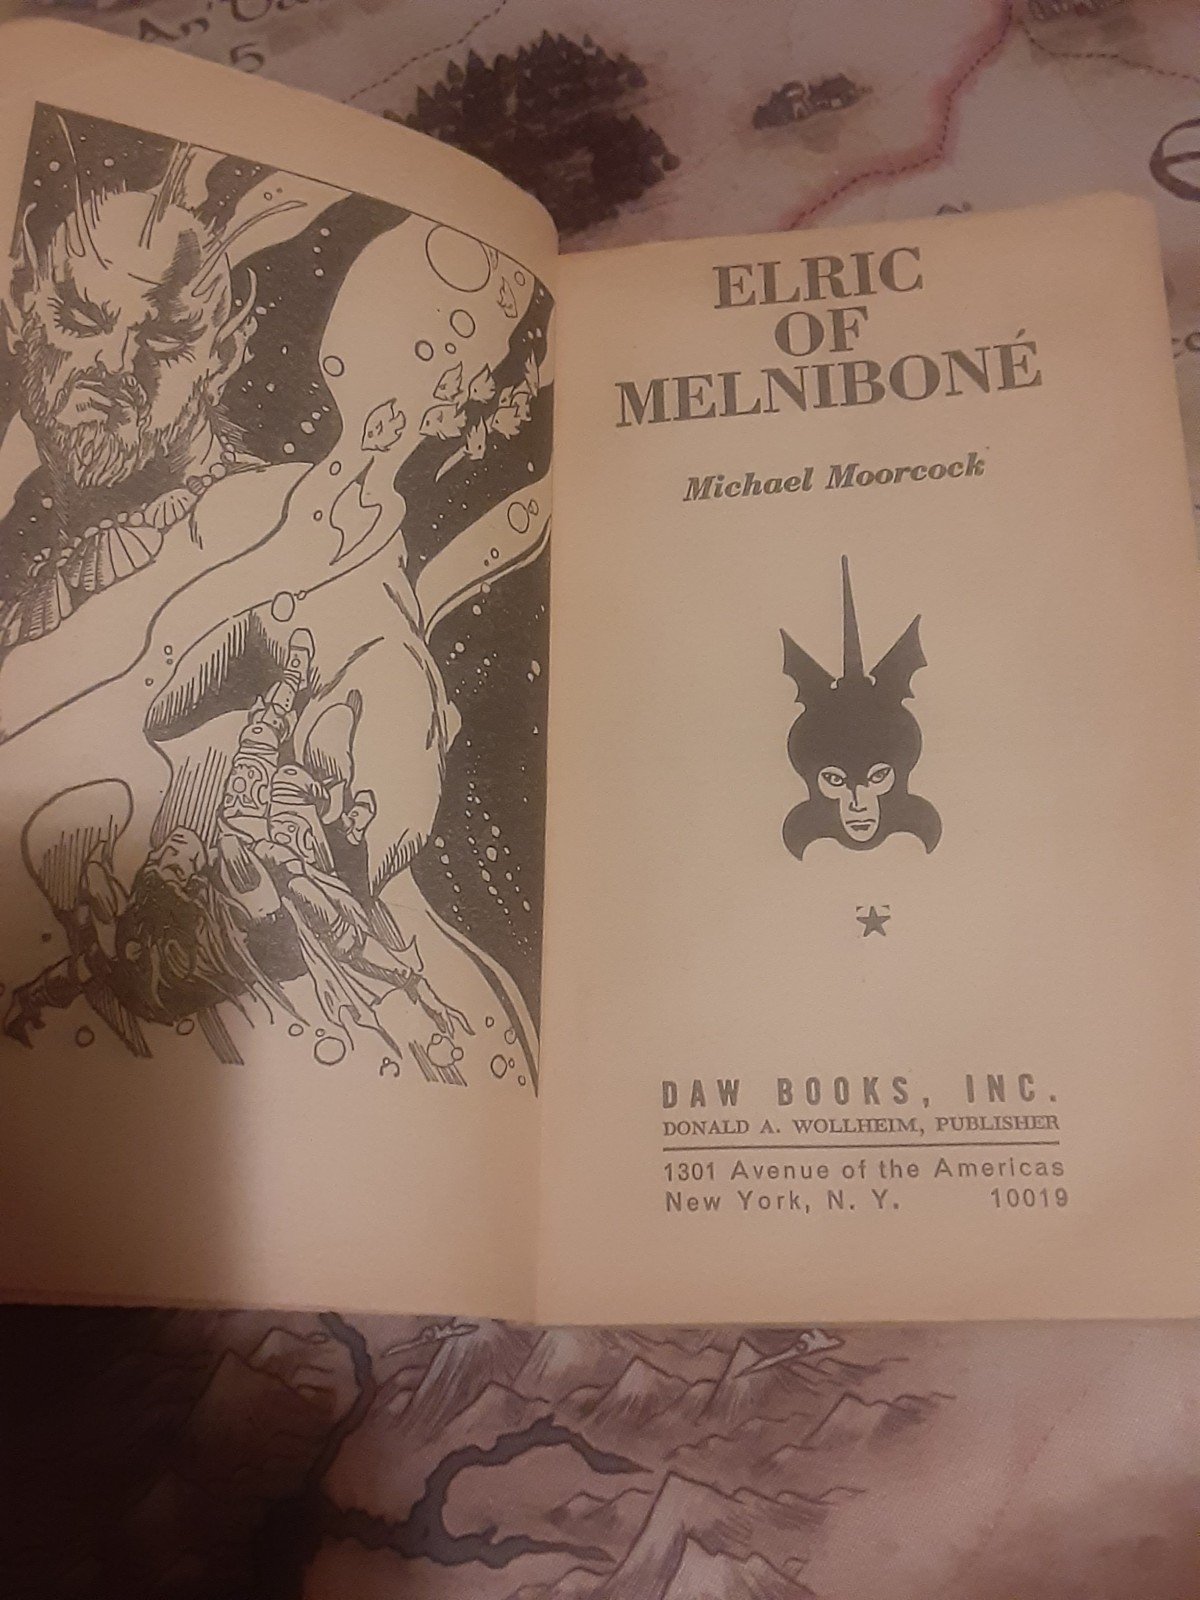 5
ELRIC
OF
MELNIBONÉ
Michael Moorcock
DAW BOOKS, INC.
DONALD A. WOLLHEIM, PUBLISHER
1301 Avenue of the Americas
New York, N. Y. 10019